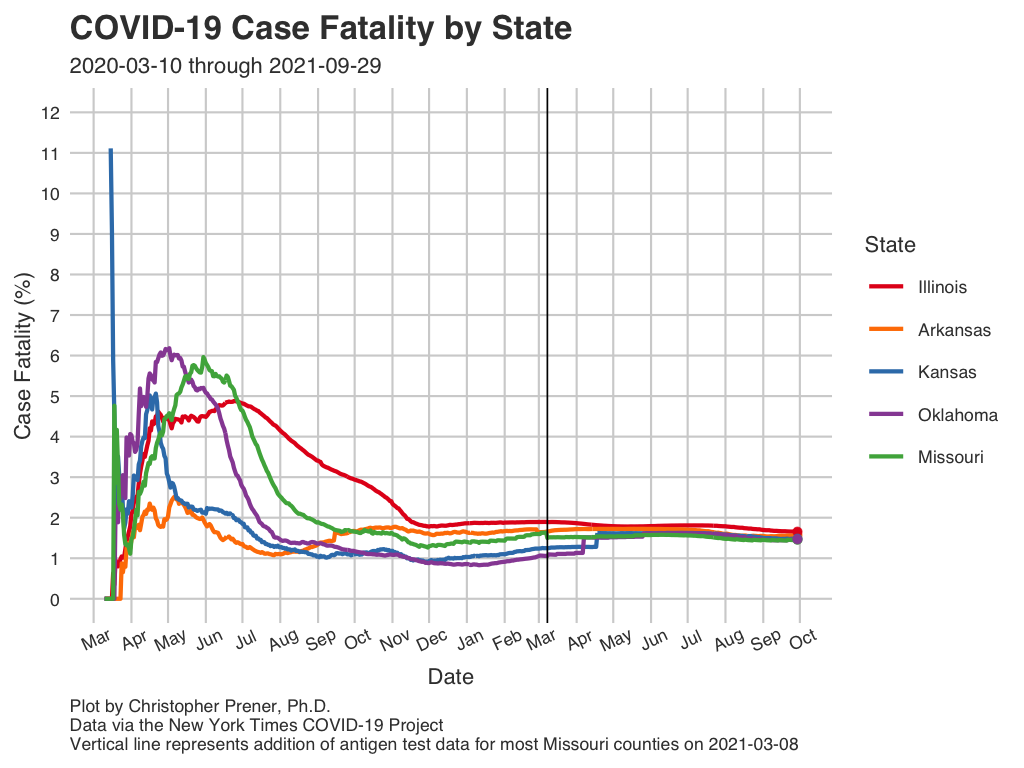 COVID-19 Case Fatality by State
2020-03-10 through 2021-09-29
Case Fatality (%)
12
11
10
9
8
7
6
5
4
3
2
1
0
Mar Apr May Jun Jul Aug Sep Oct Nov Dec Jan Feb Mar Apr May Jun Jul Aug Sep Oct
Date
State
Illinois
Arkansas
Kansas
Oklahoma
Missouri
Plot by Christopher Prener, Ph.D.
Data via the New York Times COVID-19 Project
Vertical line represents addition of antigen test data for most Missouri counties on 2021-03-08